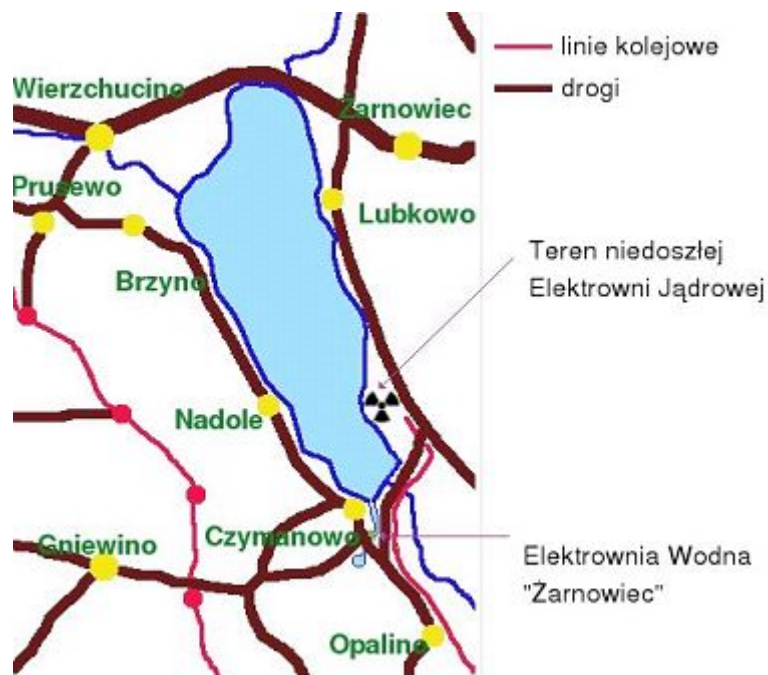 linie kolejowe
drogi
Wierzchucino
Żarnowiec
Prusewo
Lubkowo
Teren niedoszłej
Elektrowni Jądrowej
Brzyno
Nadole
Czymanowo
Gniewino
Elektrownia Wodna
"Żarnowiec"
Opalino